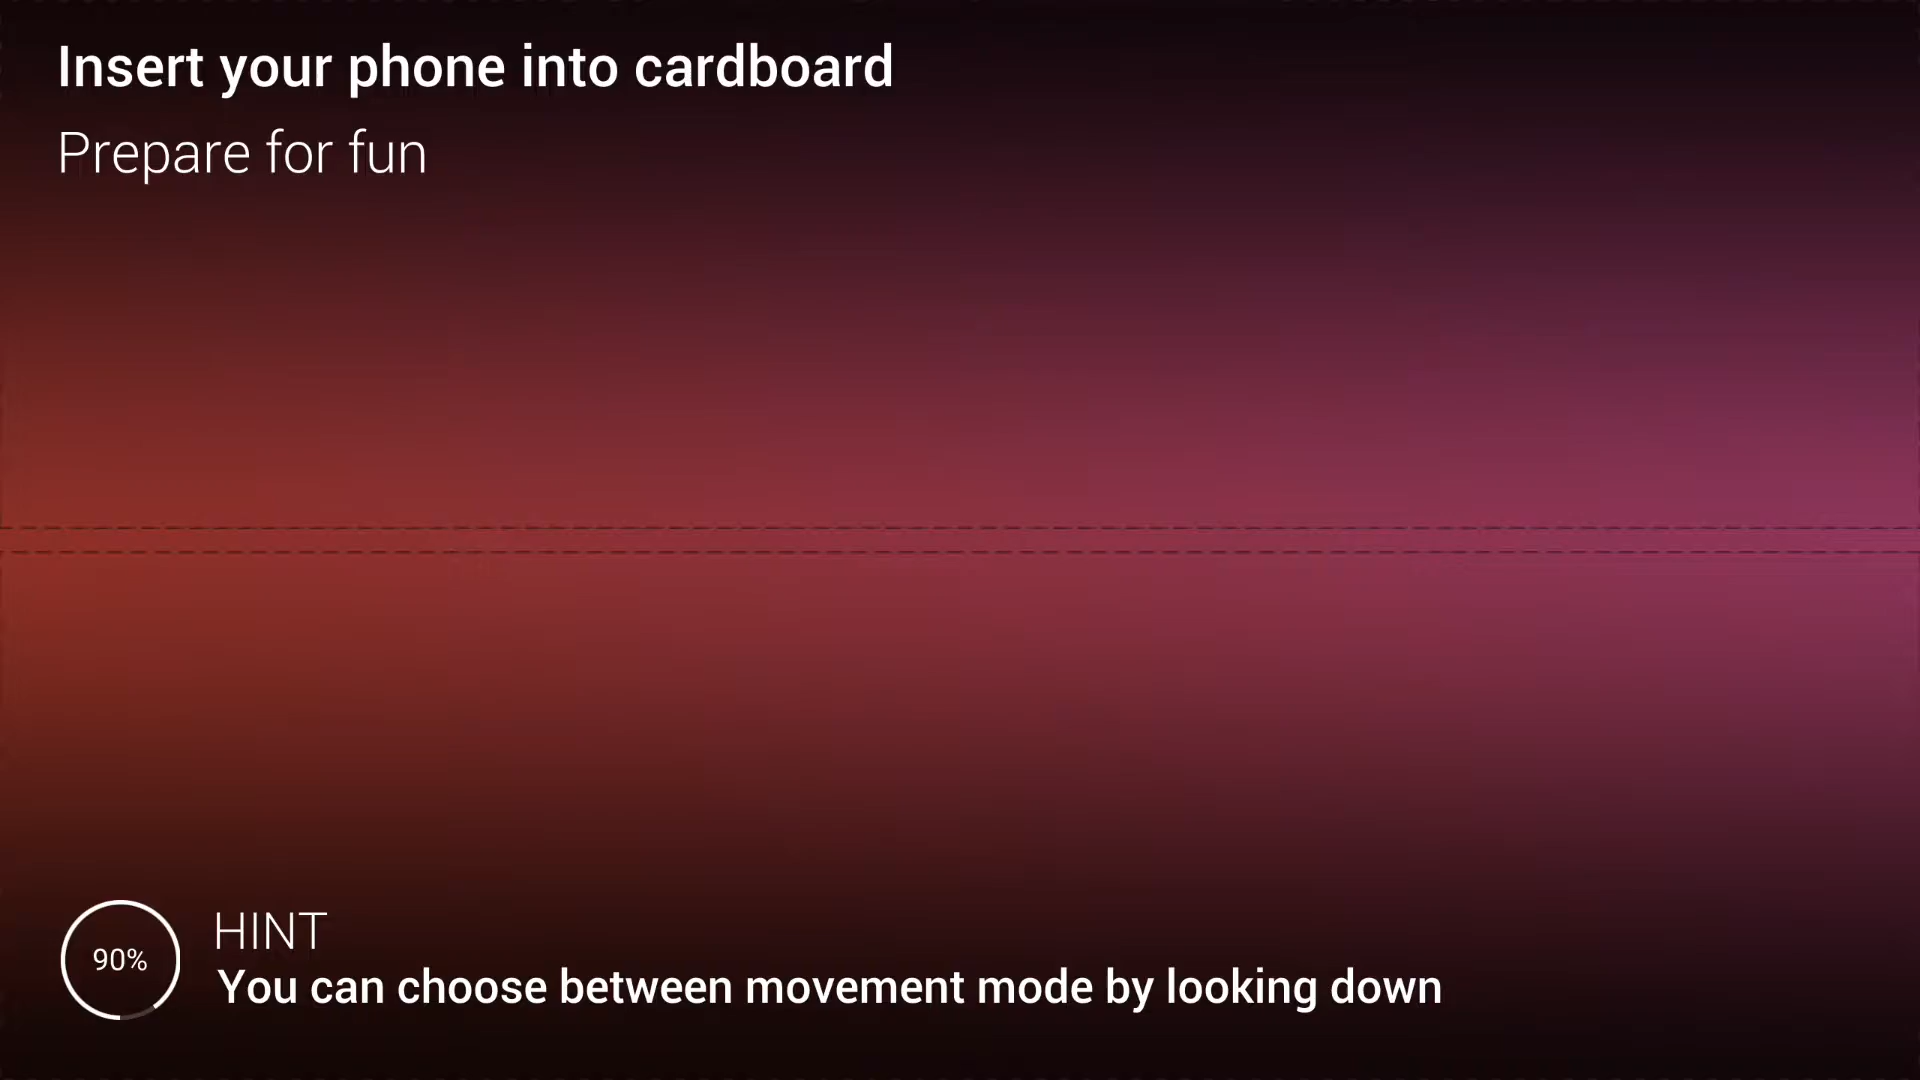 Insert your phone into cardboard
Prepare for fun
90%
HINT
You can choose between movement mode by looking down